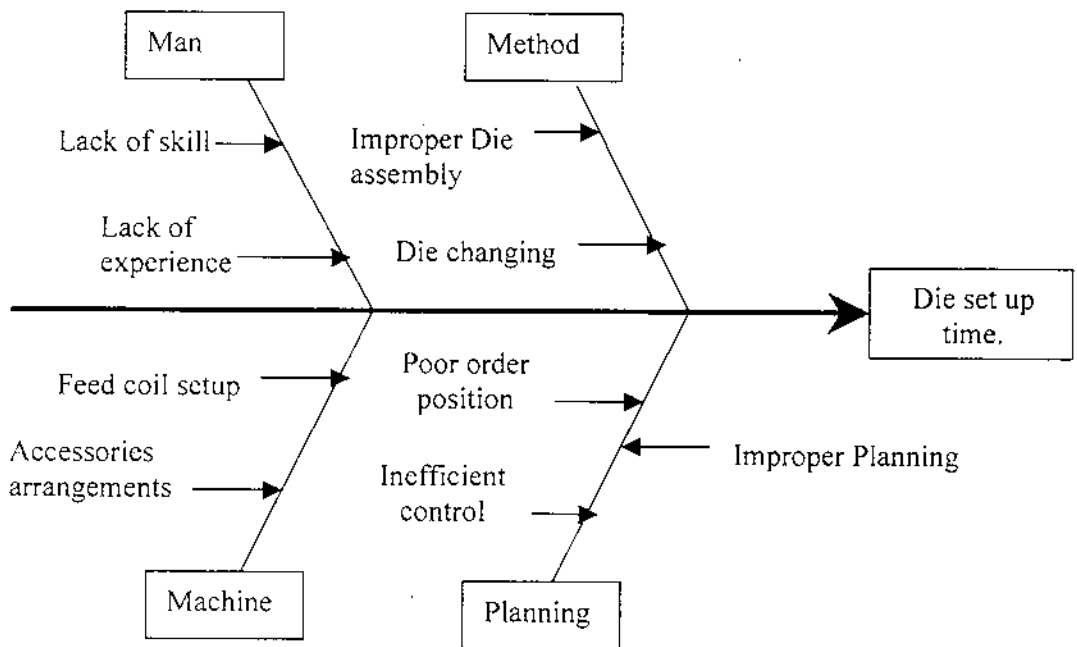 Man
Method
Lack of skill
Improper Die
assembly
Lack of
experience
Die changing
Die set up
time.
Feed coil setup
Poor order
position
Accessories
arrangements
Improper Planning
Inefficient
control
Machine
Planning